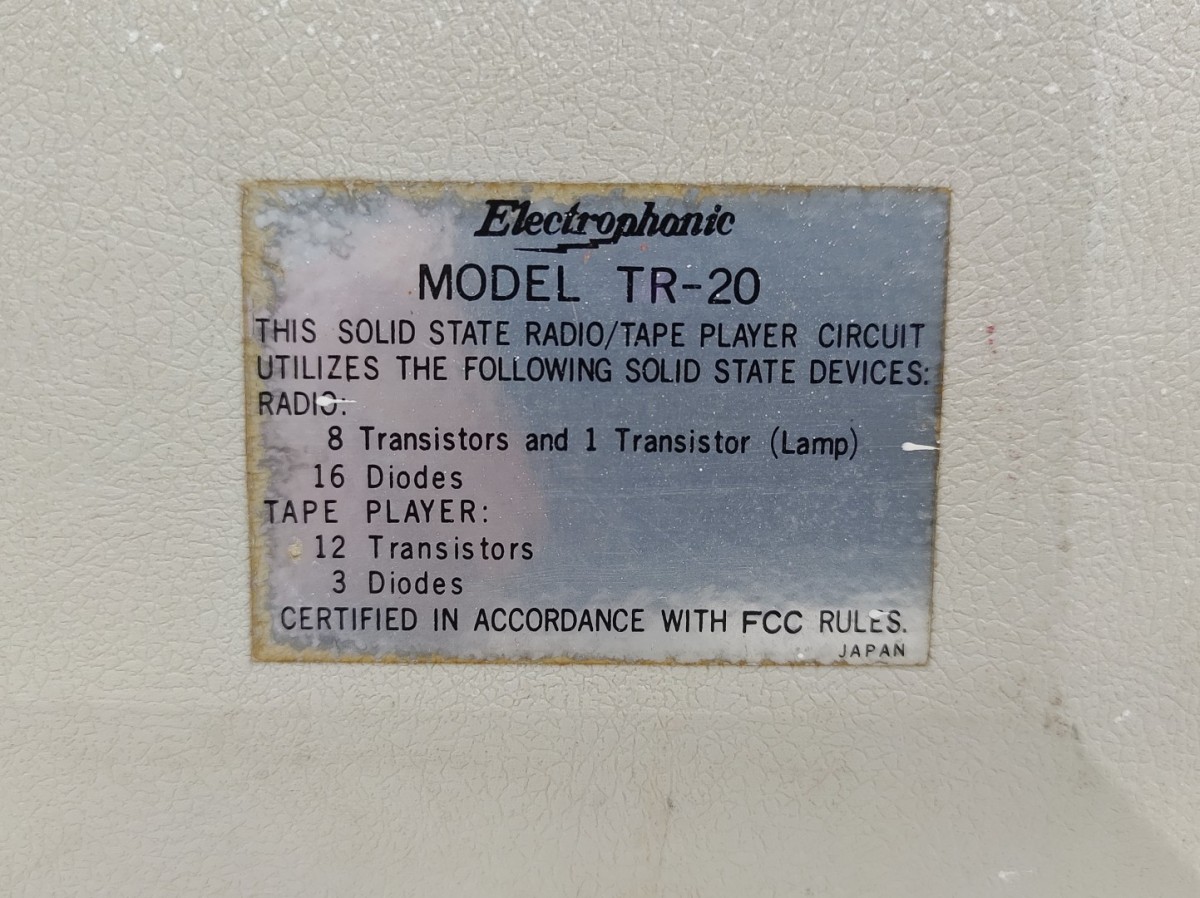 Electrophonic
MODEL TR-20
THIS SOLID STATE RADIO/TAPE PLAYER CIRCUIT
UTILIZES THE FOLLOWING SOLID STATE DEVICES:
RADIO:
8 Transistors and 1 Transistor (Lamp)
16 Diodes
TAPE PLAYER:
12 Transistors
3 Diodes
CERTIFIED IN ACCORDANCE WITH FCC RULES.
JAPAN